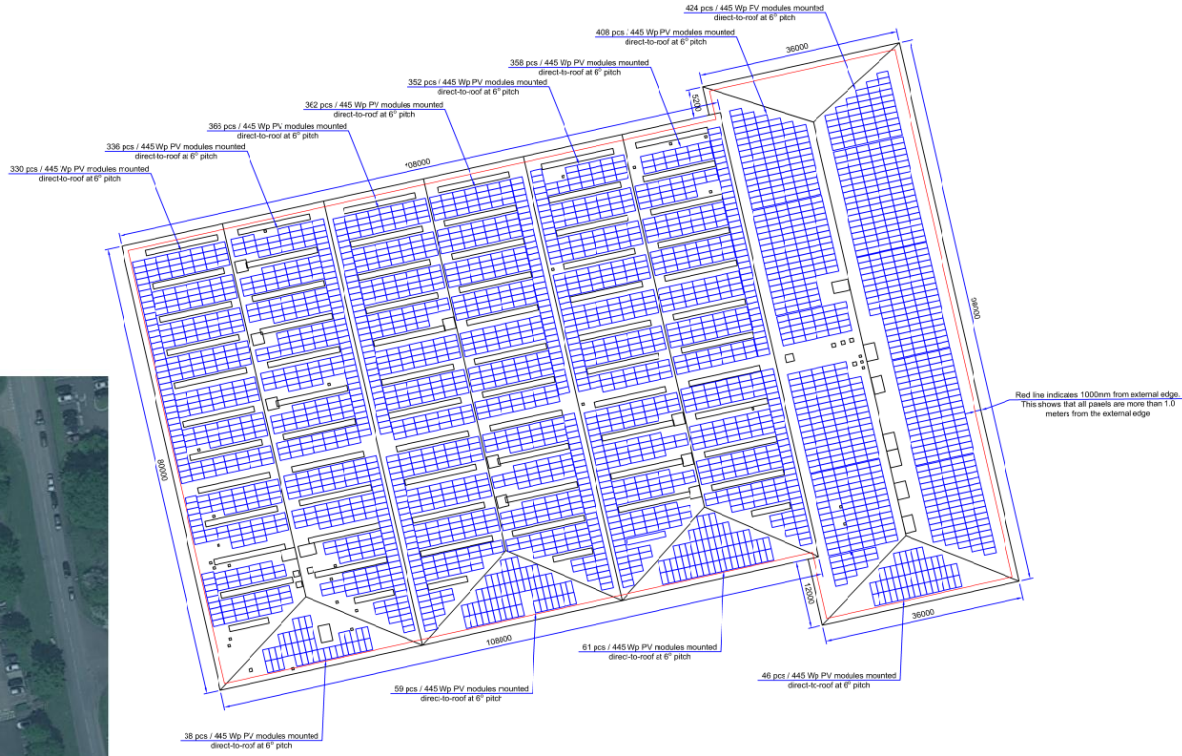 424 pcs / 445 Wp PV modules mounted
direct-to-roof at 6° pitch
408 pcs / 445 Wp PV modules mounted
direct-to-roof at 6° pitch
36000
358 pcs / 445 Wp PV modules mounted
direct-to-roof at 6° pitch
352 pcs / 445 Wp PV modules mounted
direct-to-roof at 6° pitch
5200
362 pcs / 445 Wp PV modules mounted
direct-to-roof at 6° pitch
366 pcs / 445 Wp PV modules mounted
direct-to-roof at 6° pitch
336 pcs / 445 Wp PV modules mounted
direct-to-roof at 6° pitch
330 pcs / 445 Wp PV modules mounted
direct-to-roof at 6° pitch
108000
98000
Red line indicates 1000mm from external edge.
This shows that all panels are more than 1.0
meters from the external edge
80000
12000
36000
108000
61 pcs / 445 Wp PV modules mounted
direct-to-roof at 6° pitch
46 pcs / 445 Wp PV modules mounted
direct-to-roof at 6° pitch
59 pcs / 445 Wp PV modules mounted
direct-to-roof at 6° pitch
38 pcs / 445 Wp PV modules mounted
direct-to-roof at 6° pitch